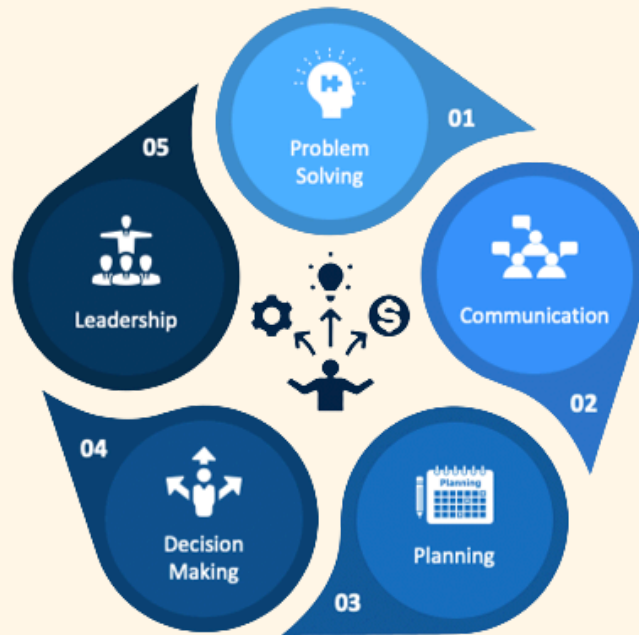 01
Problem
Solving
Communication
02
Planning
Planning
03
04
Decision
Making
05
Leadership
$